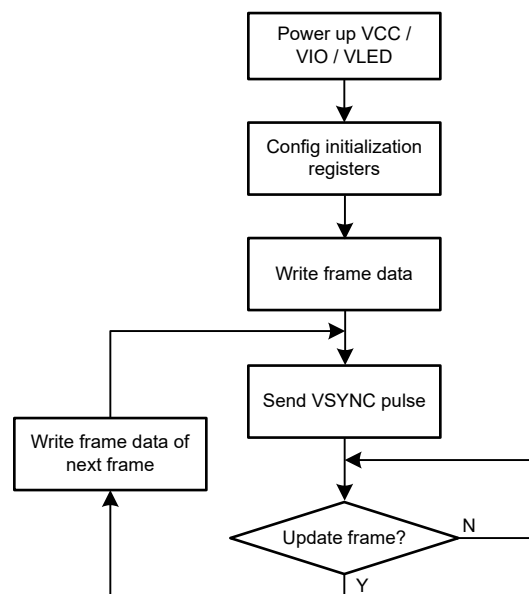 Power up VCC /
VIO / VLED
Config initialization
registers
Write frame data
Send VSYNC pulse
Write frame data of
next frame
Update frame?
N
Y